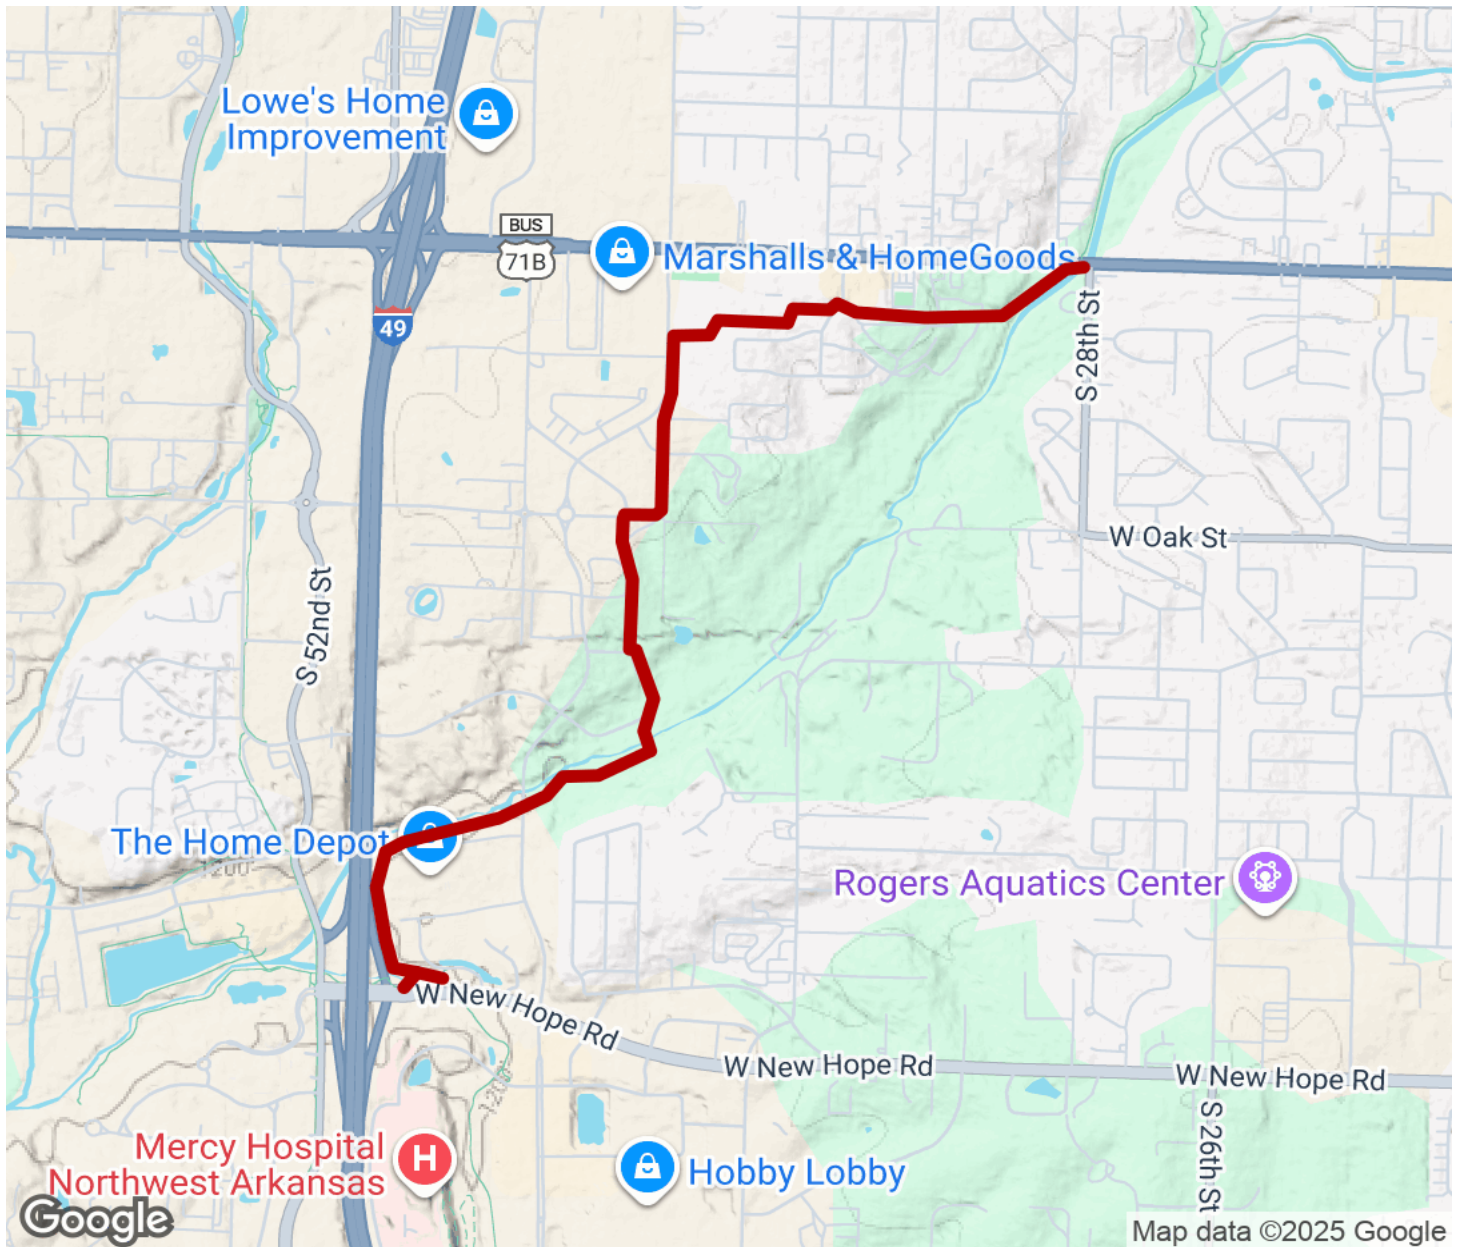 Lowe's Home
Improvement
BUS
71B
Marshalls & HomeGoods
49
S 28th St
W Oak St
S 52nd St
The Home Depot
1200
Rogers Aquatics Center
W New Hope Rd
W New Hope Rd
W New Hope Rd
1200
S 26th St
Mercy Hospital
Northwest Arkansas
H
Hobby Lobby
Google
Map data ©2025 Google